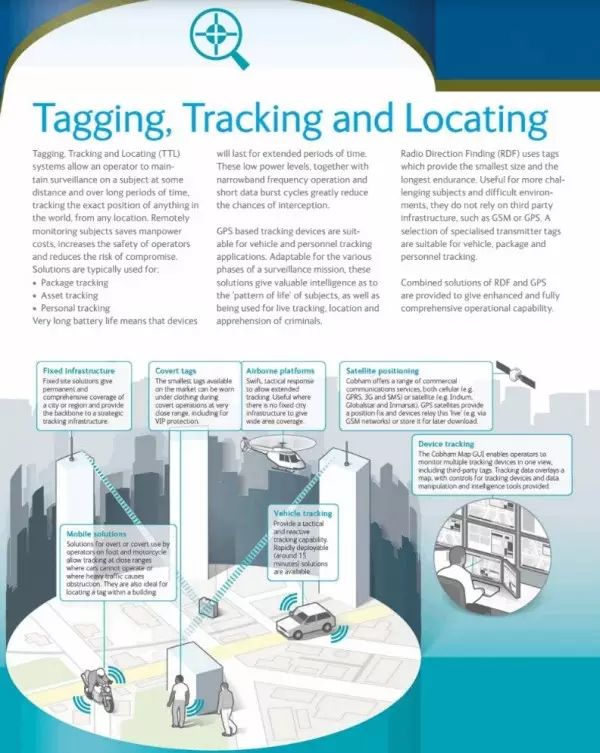 Tagging, Tracking and Locating
Tagging, Tracking and Locating (TTL)
systems allow an operator to main-
tain surveillance on a subject at some
distance and over long periods of time,
tracking the exact position of anything in
the world, from any location. Remotely
monitoring subjects saves manpower
costs, increases the safety of operators
and reduces the risk of compromise.
Solutions are typically used for:
• Package tracking
• Asset tracking
• Personal tracking
Very long battery life means that devices
will last for extended periods of time.
These low power levels, together with
narrowband frequency operation and
short data burst cycles greatly reduce
the chances of interception.
GPS based tracking devices are suit-
able for vehicle and personnel tracking
applications. Adaptable for the various
phases of a surveillance mission, these
solutions give valuable intelligence as to
the 'pattern of life' of subjects, as well as
being used for live tracking, location and
apprehension of criminals.
Radio Direction Finding (RDF) uses tags
which provide the smallest size and the
longest endurance. Useful for more chal-
lenging subjects and difficult environ-
ments, they do not rely on third party
infrastructure, such as GSM or GPS. A
selection of specialised transmitter tags
are suitable for vehicle, package and
personnel tracking.
Combined solutions of RDF and GPS
are provided to give enhanced and fully
comprehensive operational capability.
Fixed infrastructure
Fixed site solutions give
permanent and
comprehensive coverage of
a city or region and provide
the backbone to a strategic
tracking infrastructure.
Covert tags
The smallest tags available
on the market can be worn
under clothing during
covert operations at very
close range, including for
VIP protection.
Airborne platforms
Swift, tactical response
to allow extended
tracking. Useful where
there is no fixed city
infrastructure to give
wide area coverage.
Satellite positioning
Cobham offers a range of commercial
communications services, both cellular (e.g.
GPRS, 3G and SMS) or satellite (e.g. Iridium,
Globalstar and Inmarsat). GPS satellites provide
a position fix and devices relay this 'live' (e.g. via
GSM networks) or store it for later download.
Device tracking
The Cobham Map GUI enables operators to
monitor multiple tracking devices in one view,
including third-party tags. Tracking data overlays a
map, with controls for tracking devices and data
manipulation and intelligence tools provided.
Vehicle tracking
Provide a tactical
and reactive
tracking capability.
Rapidly deployable
(around 15
minutes) solutions
are available.
Mobile solutions
Solutions for overt or covert use by
operators on foot and motorcycle
allow tracking at close ranges
where cars cannot operate or
where heavy traffic causes
obstruction. They are also ideal for
locating a tag within a building.